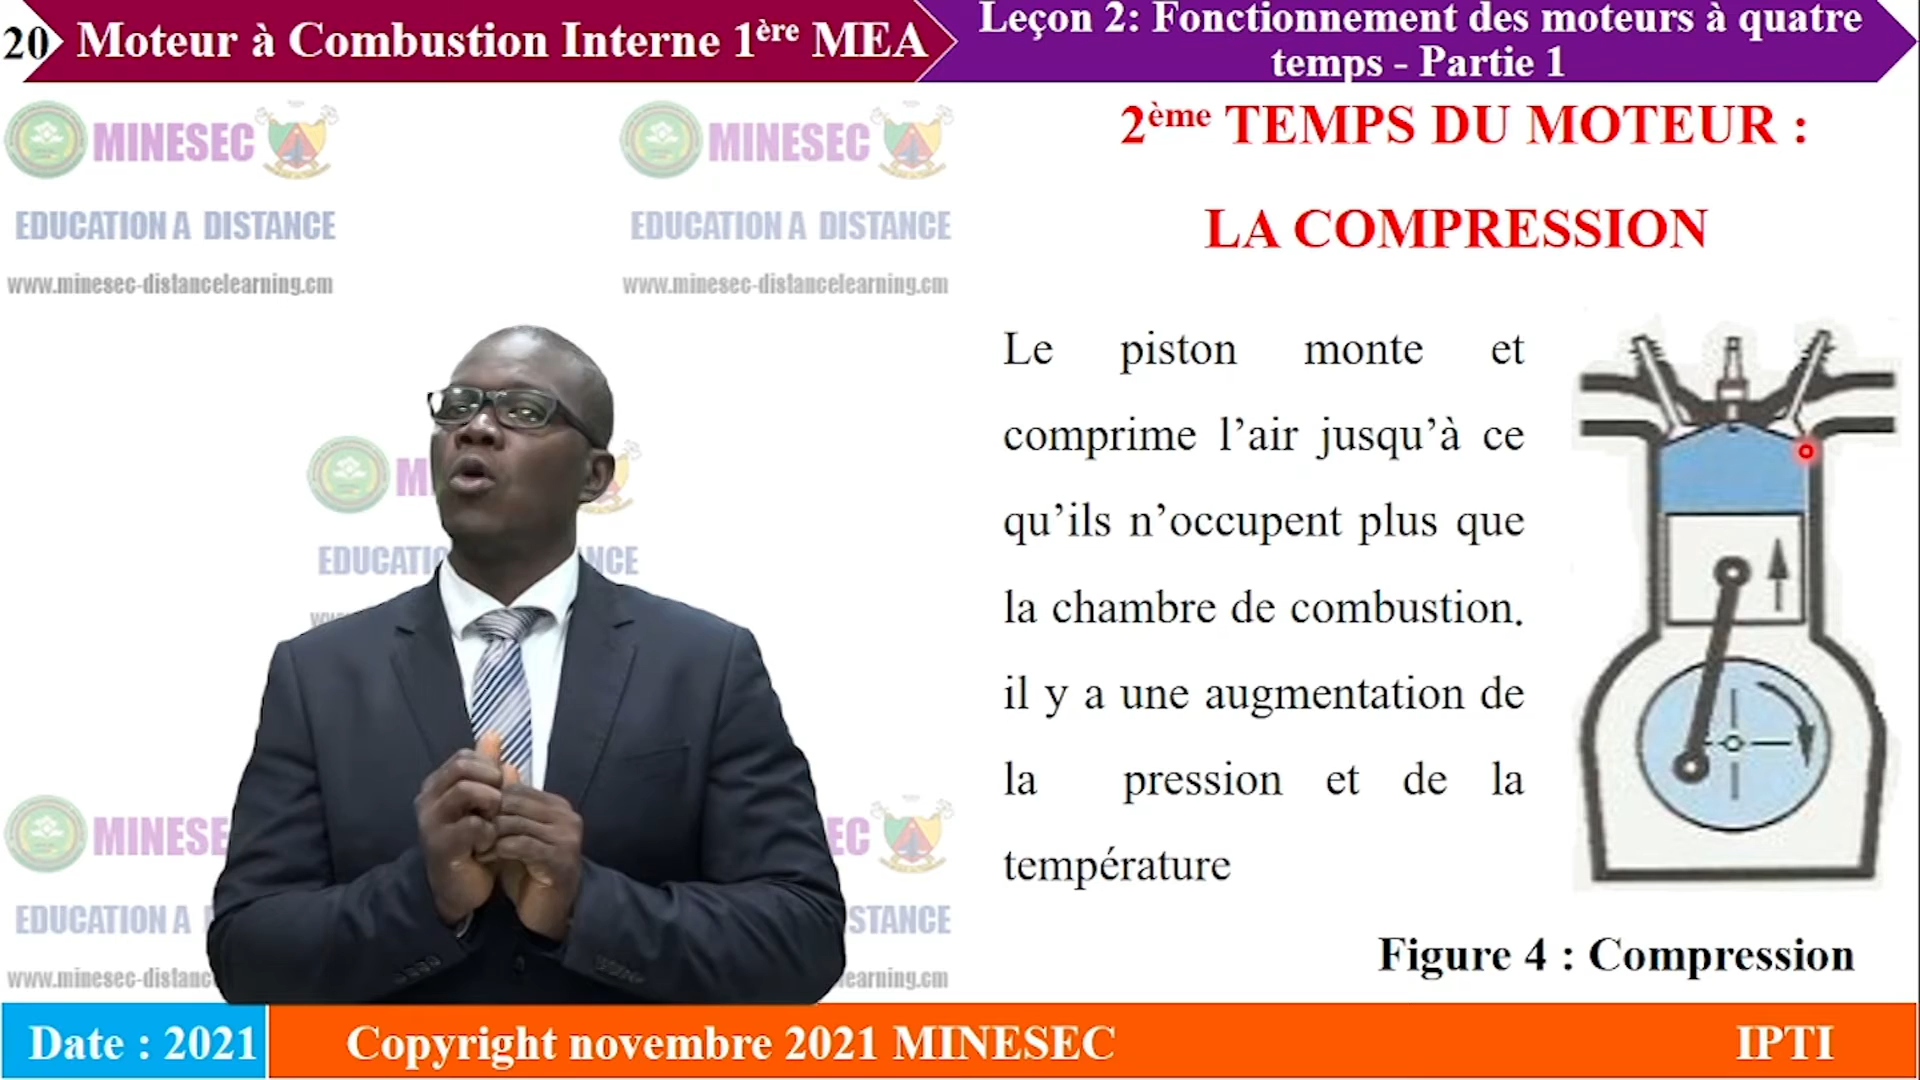 20
Moteur à Combustion Interne 1ère MEA
Leçon 2: Fonctionnement des moteurs à quatre
temps - Partie 1
MINESEC
EDUCATION A DISTANCE
www.minesec-distancelearning.cm
MINESEC
EDUCATION A DISTANCE
www.minesec-distancelearning.cm
2ème TEMPS DU MOTEUR :
LA COMPRESSION
Le piston monte et
comprime l’air jusqu’à ce
qu’ils n’occupent plus que
la chambre de combustion.
il y a une augmentation de
la pression et de la
température
Figure 4 : Compression
Date : 2021
Copyright novembre 2021 MINESEC
IPTI